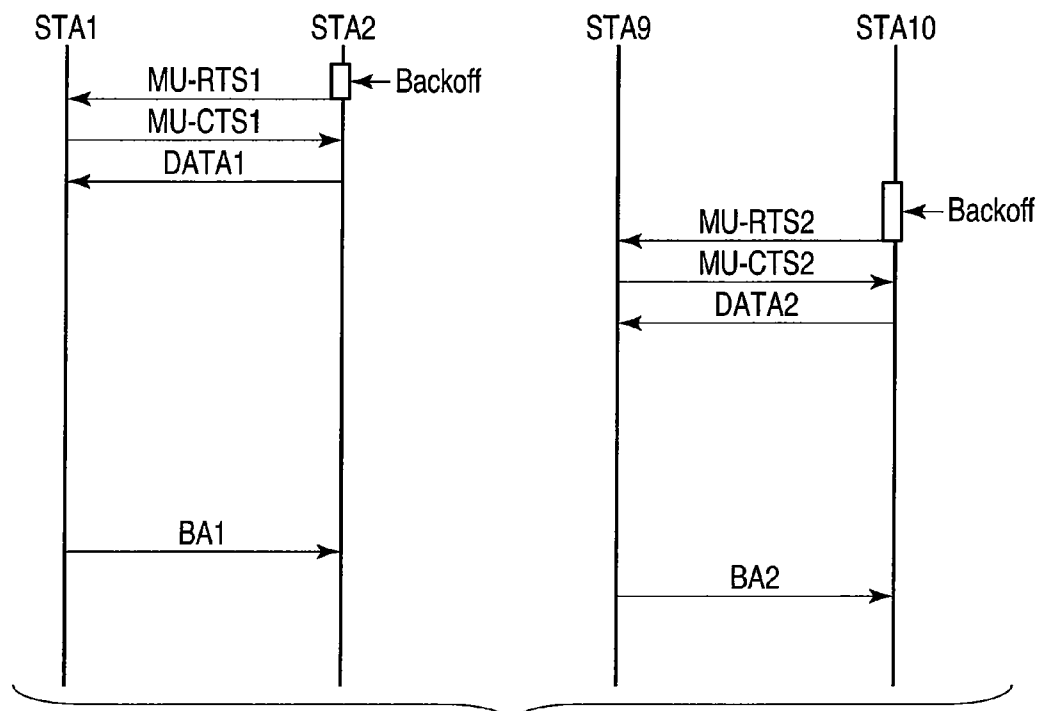 STA1
STA2
STA9
STA10
Backoff
MU-RTS1
MU-CTS1
DATA1
Backoff
MU-RTS2
MU-CTS2
DATA2
BA1
BA2